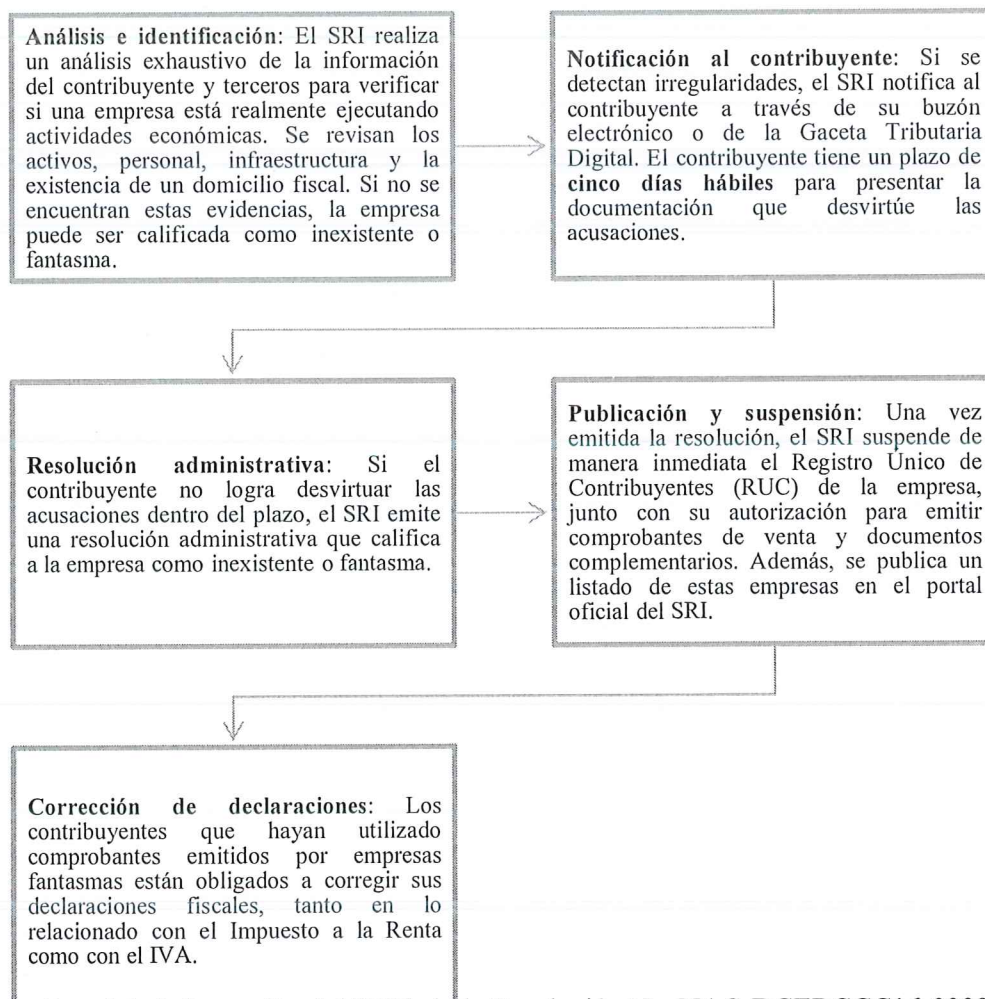 Análisis e identificación: El SRI realiza
un análisis exhaustivo de la información
del contribuyente y terceros para verificar
si una empresa está realmente ejecutando
actividades económicas. Se revisan los
activos, personal, infraestructura y la
existencia de un domicilio fiscal. Si no se
encuentran estas evidencias, la empresa
puede ser calificada como inexistente o
fantasma.
Notificación al contribuyente: Si se
detectan irregularidades, el SRI notifica al
contribuyente a través de su buzón
electrónico o de la Gaceta Tributaria
Digital. El contribuyente tiene un plazo de
cinco días hábiles para presentar la
documentación que desvirtúe las
acusaciones.
Resolución administrativa: Si el
contribuyente no logra desvirtuar las
acusaciones dentro del plazo, el SRI emite
una resolución administrativa que califica
a la empresa como inexistente o fantasma.
Publicación y suspensión: Una vez
emitida la resolución, el SRI suspende de
manera inmediata el Registro Único de
Contribuyentes (RUC) de la empresa,
junto con su autorización para emitir
comprobantes de venta y documentos
complementarios. Además, se publica un
listado de estas empresas en el portal
oficial del SRI.
Corrección de declaraciones: Los
contribuyentes que hayan utilizado
comprobantes emitidos por empresas
fantasmas están obligados a corregir sus
declaraciones fiscales, tanto en lo
relacionado con el Impuesto a la Renta
como con el IVA.